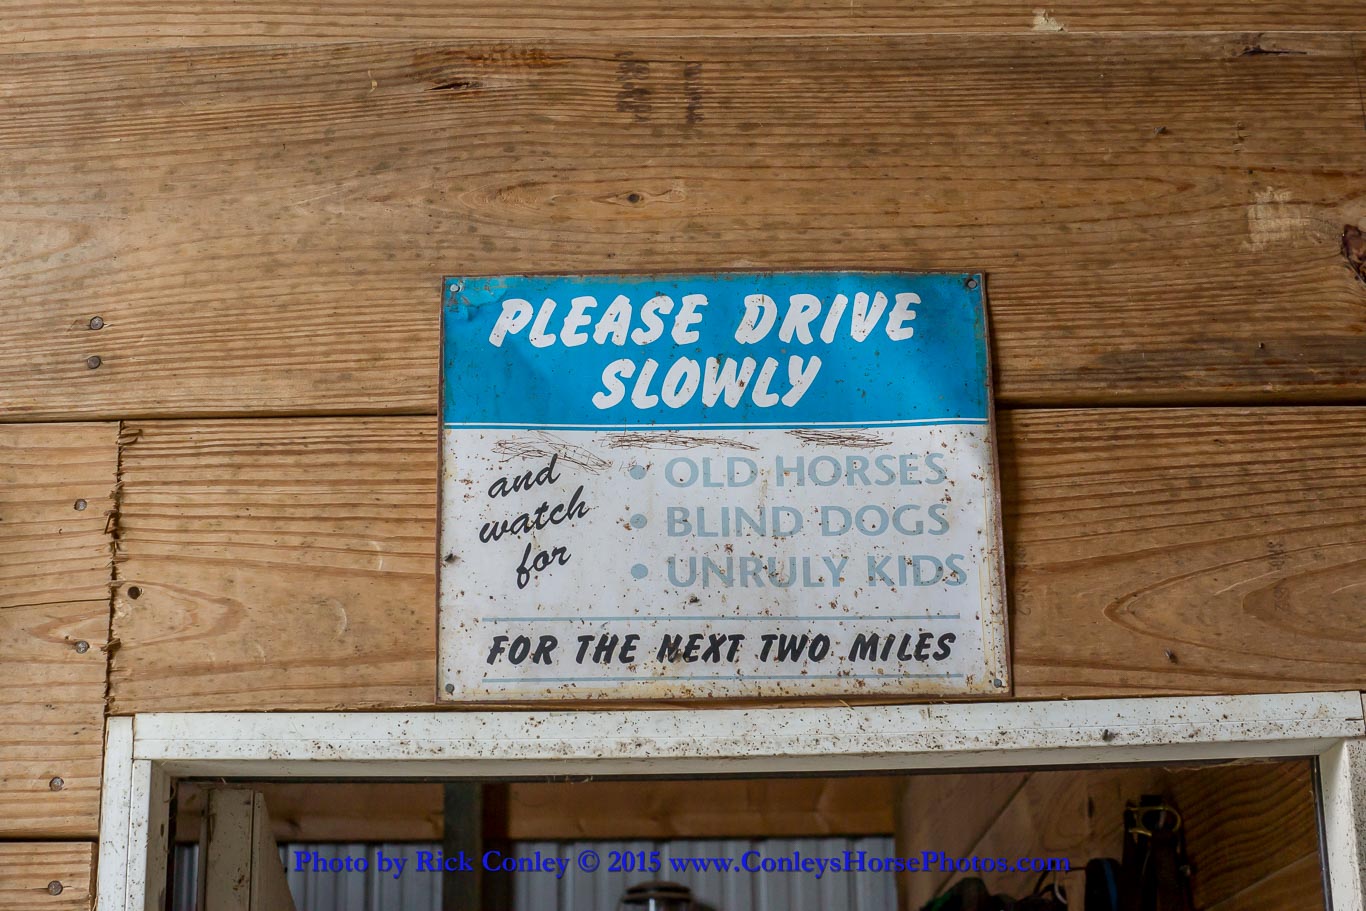 PLEASE DRIVE
SLOWLY
and
watch
for
• OLD HORSES
• BLIND DOGS
• UNRULY KIDS
FOR THE NEXT TWO MILES
Photo by Rick Conley © 2015 www.ConleysHorsePhotos.com